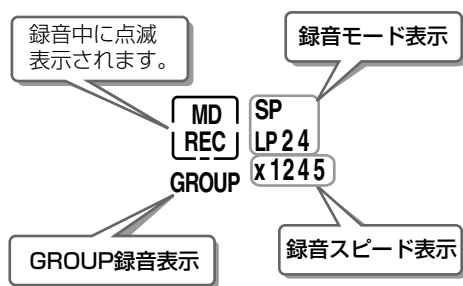 録音中に点滅
表示されます。
録音モード表示
MD
REC
SP
LP24
GROUP
x1245
GROUP録音表示
録音スピード表示